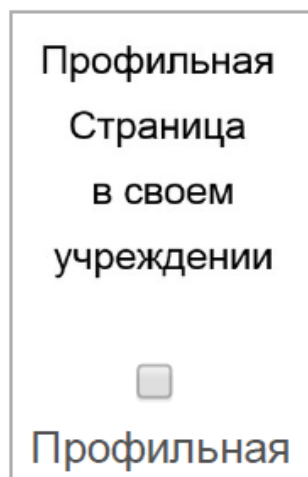 Профильная
Страница
в своем
учреждении
Профильная